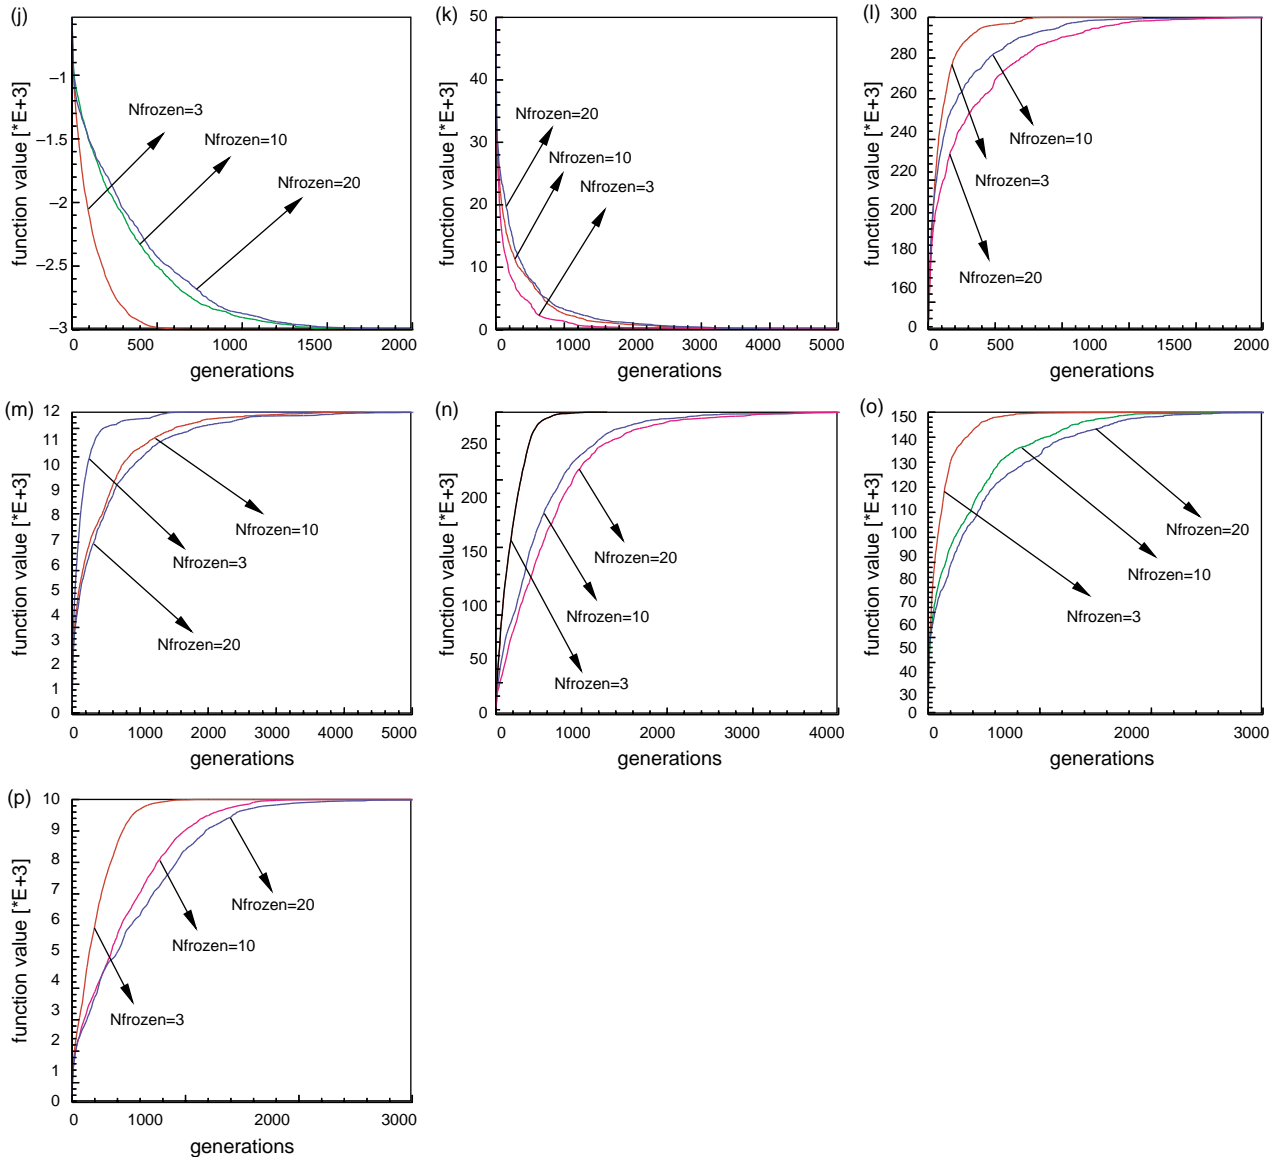 (j)
function value [*E+3]
−1
−1.5
−2
−2.5
−3
Nfrozen=3
Nfrozen=10
Nfrozen=20
0 500 1000 1500 2000
generations
(k)
function value [*E+3]
50
40
30
20
10
0
Nfrozen=20
Nfrozen=10
Nfrozen=3
0 1000 2000 3000 4000 5000
generations
(l)
function value [*E+3]
300
280
260
240
220
200
180
160
0
Nfrozen=10
Nfrozen=3
Nfrozen=20
0 500 1000 1500 2000
generations
(m)
function value [*E+3]
12
11
10
9
8
7
6
5
4
3
2
1
0
Nfrozen=10
Nfrozen=3
Nfrozen=20
0 1000 2000 3000 4000 5000
generations
(n)
function value [*E+3]
250
200
150
100
50
0
Nfrozen=20
Nfrozen=10
Nfrozen=3
0 1000 2000 3000 4000
generations
(o)
function value [*E+3]
150
140
130
120
110
100
90
80
70
60
50
40
30
0
Nfrozen=20
Nfrozen=10
Nfrozen=3
0 1000 2000 3000
generations
(p)
function value [*E+3]
10
9
8
7
6
5
4
3
2
1
0
Nfrozen=20
Nfrozen=10
Nfrozen=3
0 1000 2000 3000
generations